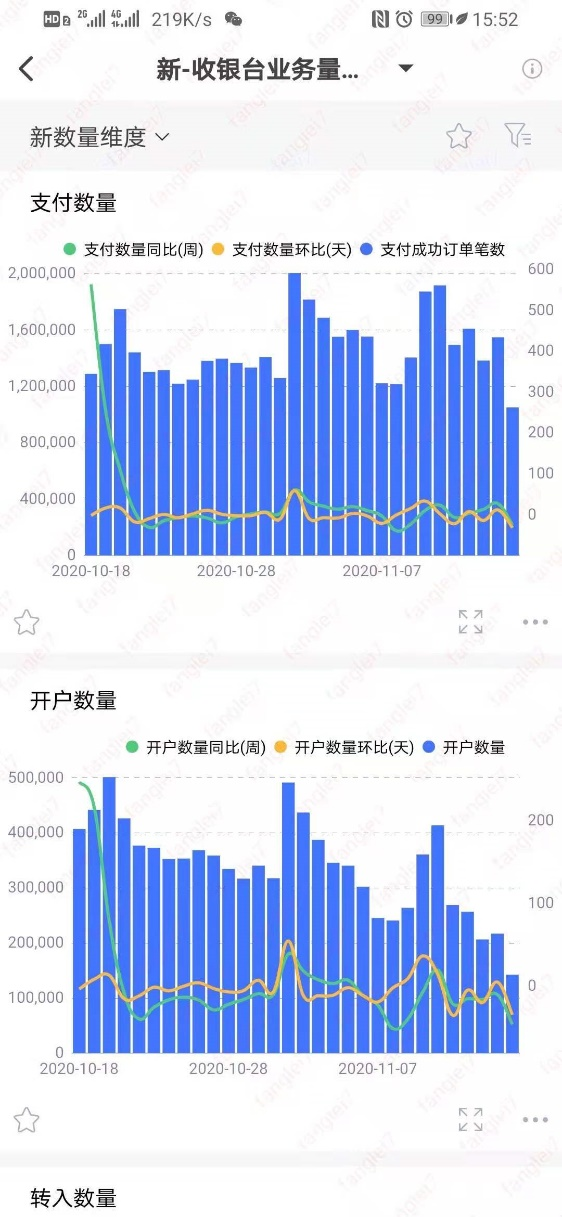 HD 2 2G 4G 219K/s 99 15:52
新-收银台业务量...
新数量维度
支付数量
支付数量同比(周) 支付数量环比(天) 支付成功订单笔数
2,000,000 600
1,600,000 500
400
1,200,000 300
800,000 200
100
400,000 0
0
2020-10-18 2020-10-28 2020-11-07
开户数量
开户数量同比(周) 开户数量环比(天) 开户数量
500,000
400,000 200
300,000 100
200,000
100,000 0
0
2020-10-18 2020-10-28 2020-11-07
转入数量
fanglei7